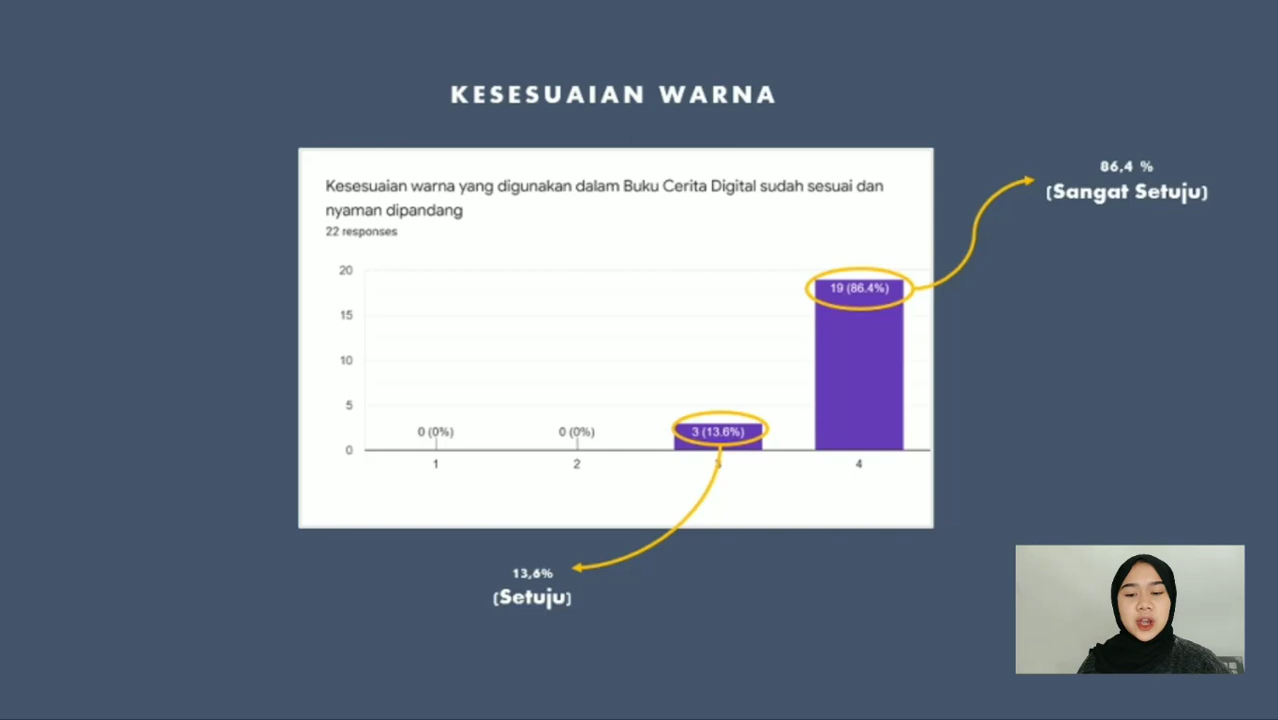 KESESUAIAN WARNA
Kesesuaian warna yang digunakan dalam Buku Cerita Digital sudah sesuai dan
nyaman dipandang
22 responses
86,4 %
(Sangat Setuju)
20
15
10
5
0
0 (0%)
0 (0%)
3 (13.6%)
19 (86.4%)
1
2
3
4
13,6%
(Setuju)